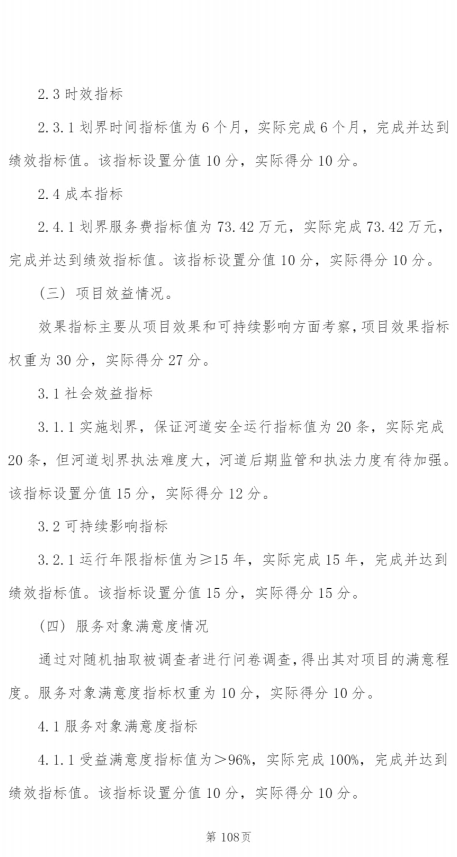 2.3 时效指标
2.3.1 划界时间指标值为 6 个月，实际完成 6 个月，完成并达到
绩效指标值。该指标设置分值 10 分，实际得分 10 分。
2.4 成本指标
2.4.1 划界服务费指标值为 73.42 万元，实际完成 73.42 万元，
完成并达到绩效指标值。该指标设置分值 10 分，实际得分 10 分。
(三) 项目效益情况。
效果指标主要从项目效果和可持续影响方面考察,项目效果指标
权重为 30 分，实际得分 27 分。
3.1 社会效益指标
3.1.1 实施划界，保证河道安全运行指标值为 20 条，实际完成
20 条，但河道划界执法难度大，河道后期监管和执法力度有待加强。
该指标设置分值 15 分，实际得分 12 分。
3.2 可持续影响指标
3.2.1 运行年限指标值为≥15 年，实际完成 15 年，完成并达到
绩效指标值。该指标设置分值 15 分，实际得分 15 分。
(四) 服务对象满意度情况
通过对随机抽取被调查者进行问卷调查,得出其对项目的满意程
度。服务对象满意度指标权重为 10 分，实际得分 10 分。
4.1 服务对象满意度指标
4.1.1 受益满意度指标值为＞96%，实际完成 100%，完成并达到
绩效指标值。该指标设置分值 10 分，实际得分 10 分。
第 108页